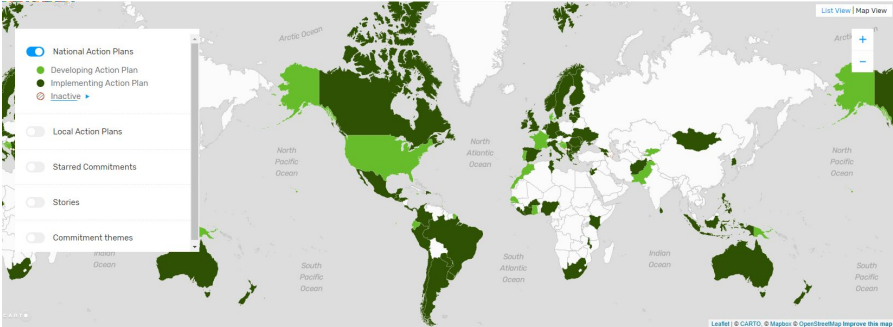 List View | Map View
Arctic Ocean
National Action Plans
Developing Action Plan
Implementing Action Plan
Inactive ▸
Local Action Plans
Starred Commitments
Stories
Commitment themes
+
−
North
Pacific
Ocean
North
Atlantic
Ocean
North
Pacific
Ocean
Indian
Ocean
South
Pacific
Ocean
South
Atlantic
Ocean
Indian
Ocean
South
Pacific
Ocean
CARTO
Leaflet | © CARTO, © Mapbox © OpenStreetMap Improve this map